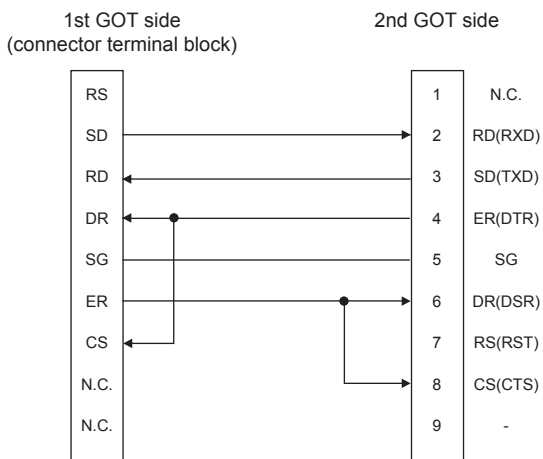 1st GOT side
(connector terminal block)
2nd GOT side
RS 1 N.C.
SD 2 RD(RXD)
RD 3 SD(TXD)
DR 4 ER(DTR)
SG 5 SG
ER 6 DR(DSR)
CS 7 RS(RST)
N.C. 8 CS(CTS)
N.C. 9 -